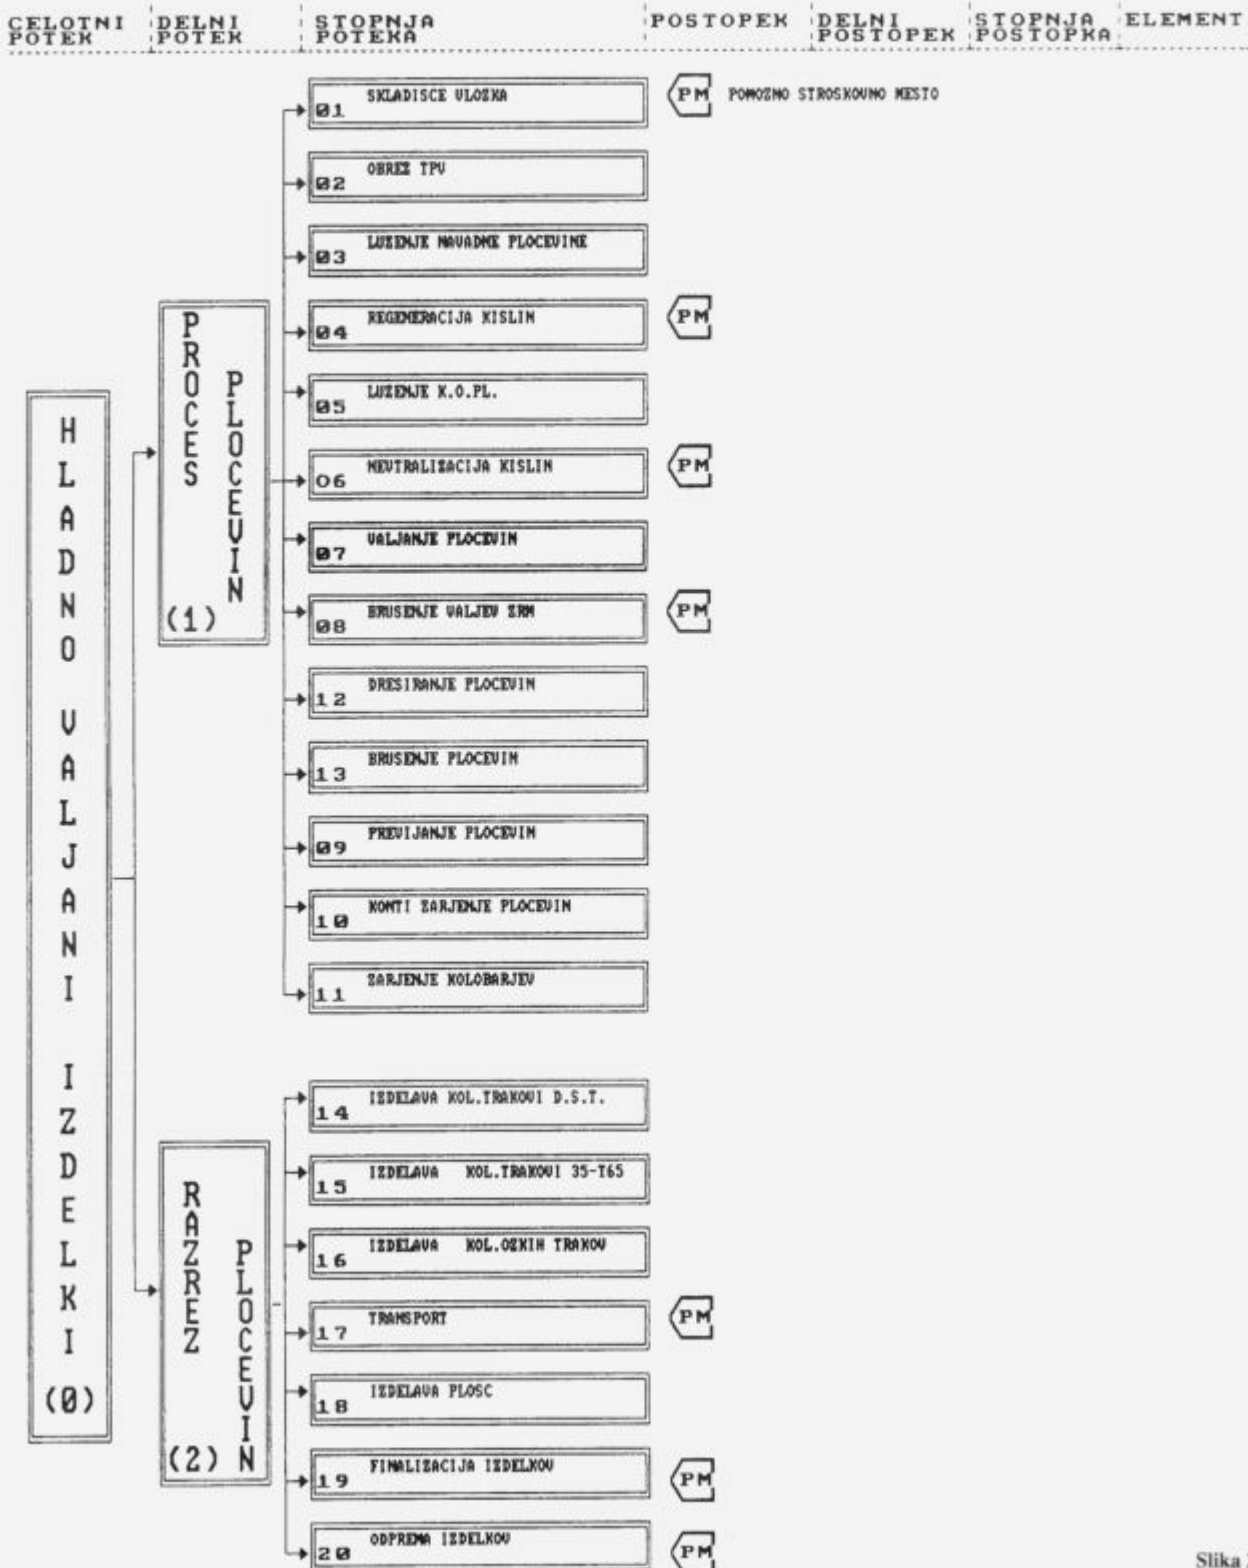 CELOTNI POTEK
DELNI POTEK
STOPNJA POTEKA
POSTOPEK
DELNI POSTOPEK
STOPNJA POSTOPKA
ELEMENT
HLADNO VALJANI IZDELKI (0)
PROCES PLOCEVIN (1)
01 SKLADISCE VLOZKA
PM POMOZNO STROSKOVNO MESTO
02 OBREZ TPV
03 LUZENJE NAVADNE PLOCEVINE
04 REGENERACIJA KISLIN
PM
05 LUZENJE K.O.PL.
06 NEVTRALIZACIJA KISLIN
PM
07 VALJANJE PLOCEVIN
08 BRUSENJE VALJEV ZRM
PM
12 DRESIRANJE PLOCEVIN
13 BRUSENJE PLOCEVIN
09 PREVIJANJE PLOCEVIN
10 KONTI ZARJENJE PLOCEVIN
11 ZARJENJE KOLOBARJEV
RAZREZ PLOCEVIN (2)
14 IZDELAVA KOL.TRAKOVI D.S.T.
15 IZDELAVA KOL.TRAKOVI 35-T65
16 IZDELAVA KOL.OZKIH TRAKOV
17 TRANSPORT
PM
18 IZDELAVA PLOSC
19 FINALIZACIJA IZDELKOV
PM
20 ODPREMA IZDELKOV
PM
Slika